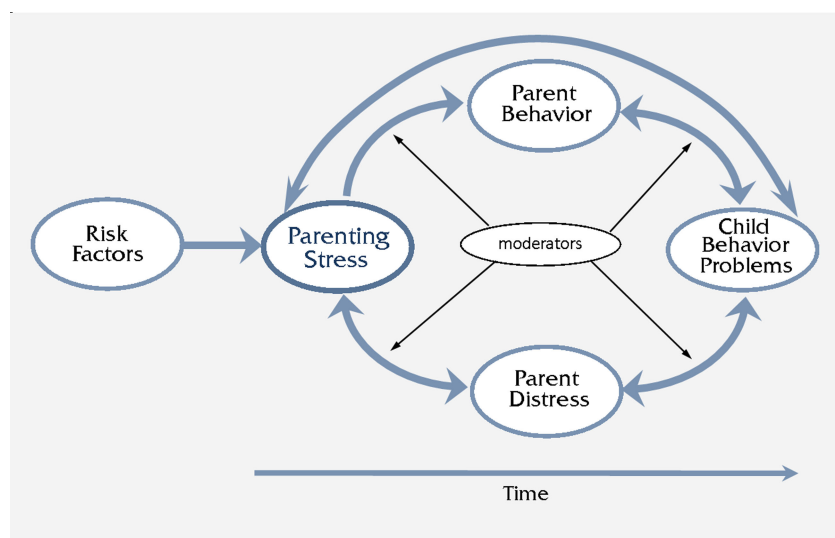 Parent
Behavior
Risk
Factors
Parenting
Stress
moderators
Child
Behavior
Problems
Parent
Distress
Time